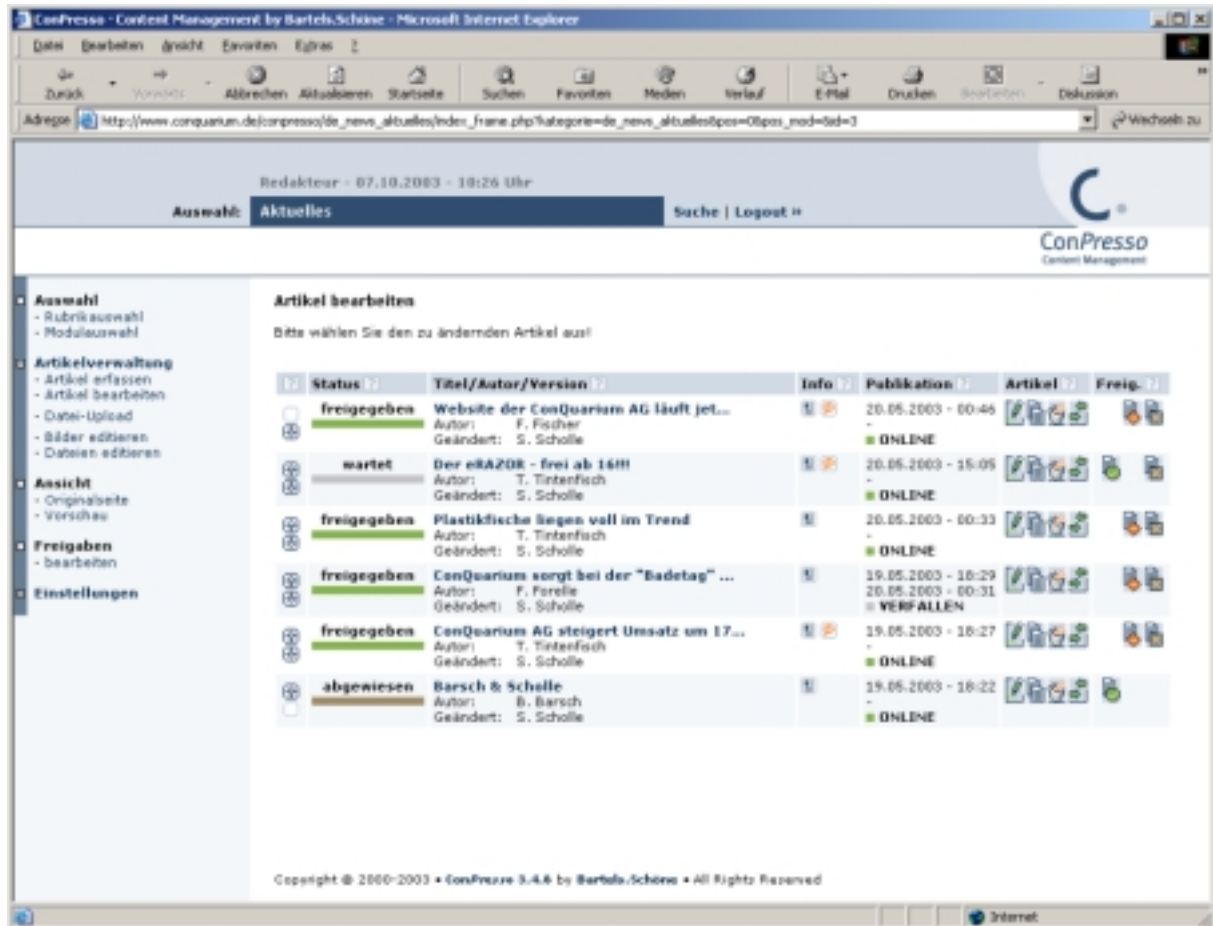 ConPresso - Content Management by Bartels.Schöne - Microsoft Internet Explorer
Datei Bearbeiten Ansicht Favoriten Extras ?
Zurück Vorwärts Abbrechen Aktualisieren Startseite Suchen Favoriten Medien Verlauf E-Mail Drucken Bearbeiten Diskussion
Adresse http://www.conquarium.de/conpresso/de_news_aktuelles/index_frame.php?kategorie=de_news_aktuelles&pos=0&pos_mod=&id=3 Wechseln zu
Redakteur - 07.10.2003 - 10:26 Uhr
Auswahl: Aktuelles Suche | Logout »
C.
ConPresso
Content Management
Auswahl
- Rubrikauswahl
- Modulauswahl
Artikelverwaltung
- Artikel erfassen
- Artikel bearbeiten
- Datei-Upload
- Bilder editieren
- Dateien editieren
Ansicht
- Originalseite
- Vorschau
Freigaben
- bearbeiten
Einstellungen
Artikel bearbeiten
Bitte wählen Sie den zu ändernden Artikel aus!
? Status ? Titel/Autor/Version ? Info ? Publikation ? Artikel ? Freig. ?
freigegeben Website der ConQuarium AG läuft jet... 20.05.2003 - 00:46
Autor: F. Fischer -
Geändert: S. Scholle ONLINE
wartet Der eRAZOR - frei ab 16!!! 20.05.2003 - 15:05
Autor: T. Tintenfisch -
Geändert: S. Scholle ONLINE
freigegeben Plastikfische liegen voll im Trend 20.05.2003 - 00:33
Autor: T. Tintenfisch -
Geändert: S. Scholle ONLINE
freigegeben ConQuarium sorgt bei der "Badetag" ... 19.05.2003 - 18:29
Autor: F. Forelle 20.05.2003 - 00:31
Geändert: S. Scholle VERFALLEN
freigegeben ConQuarium AG steigert Umsatz um 17... 19.05.2003 - 18:27
Autor: T. Tintenfisch -
Geändert: S. Scholle ONLINE
abgewiesen Barsch & Scholle 19.05.2003 - 18:22
Autor: B. Barsch -
Geändert: S. Scholle ONLINE
Copyright © 2000-2003 • ConPresso 3.4.6 by Bartels.Schöne • All Rights Reserved
Internet